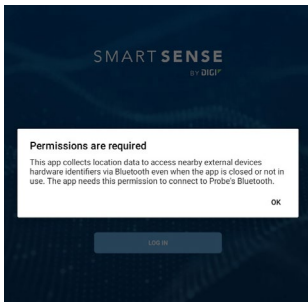 SMARTSENSE
BY DIGI
Permissions are required
This app collects location data to access nearby external devices
hardware identifiers via Bluetooth even when the app is closed or not in
use. The app needs this permission to connect to Probe's Bluetooth.
OK
LOG IN